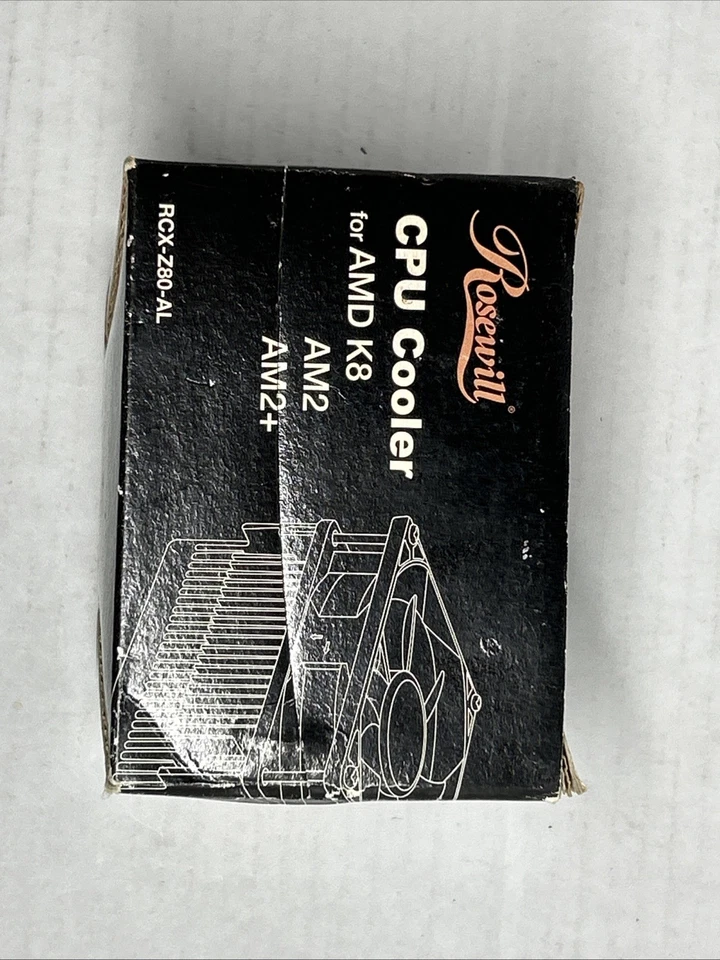 Rosewill®
CPU Cooler
for AMD K8
AM2
AM2+
RCX-Z80-AL